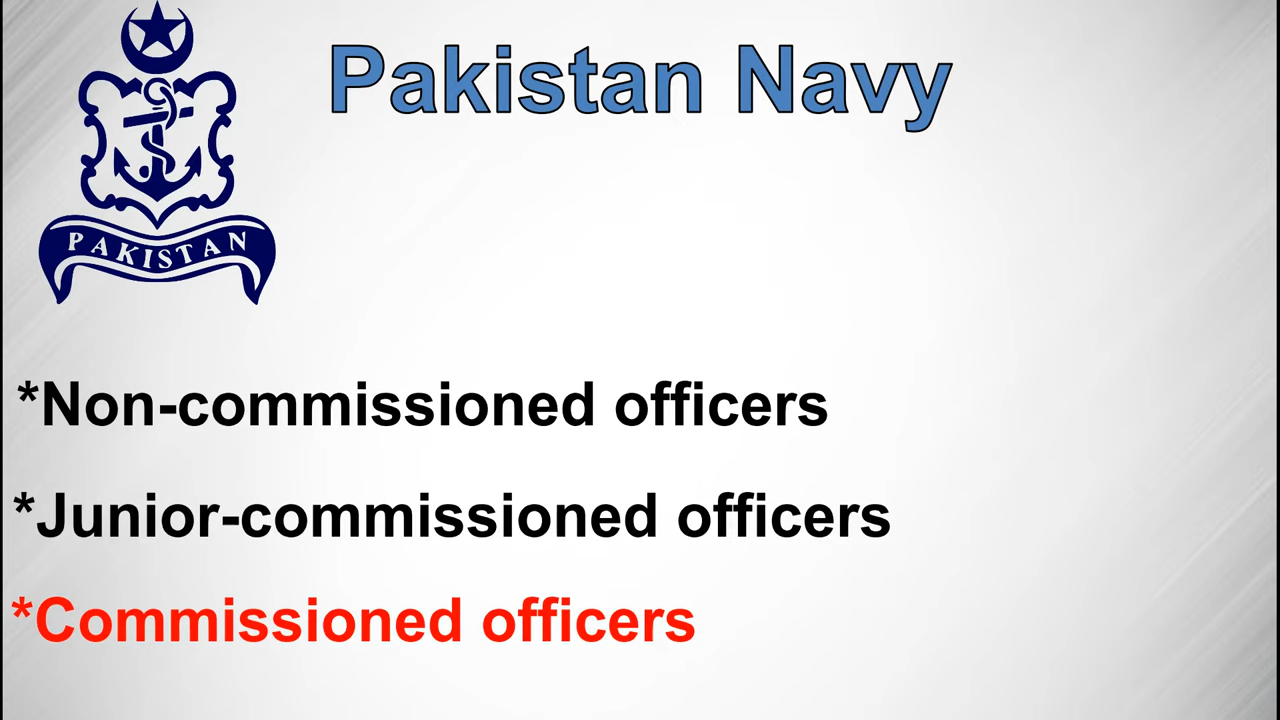 Pakistan Navy
PAKISTAN
*Non-commissioned officers
*Junior-commissioned officers
*Commissioned officers